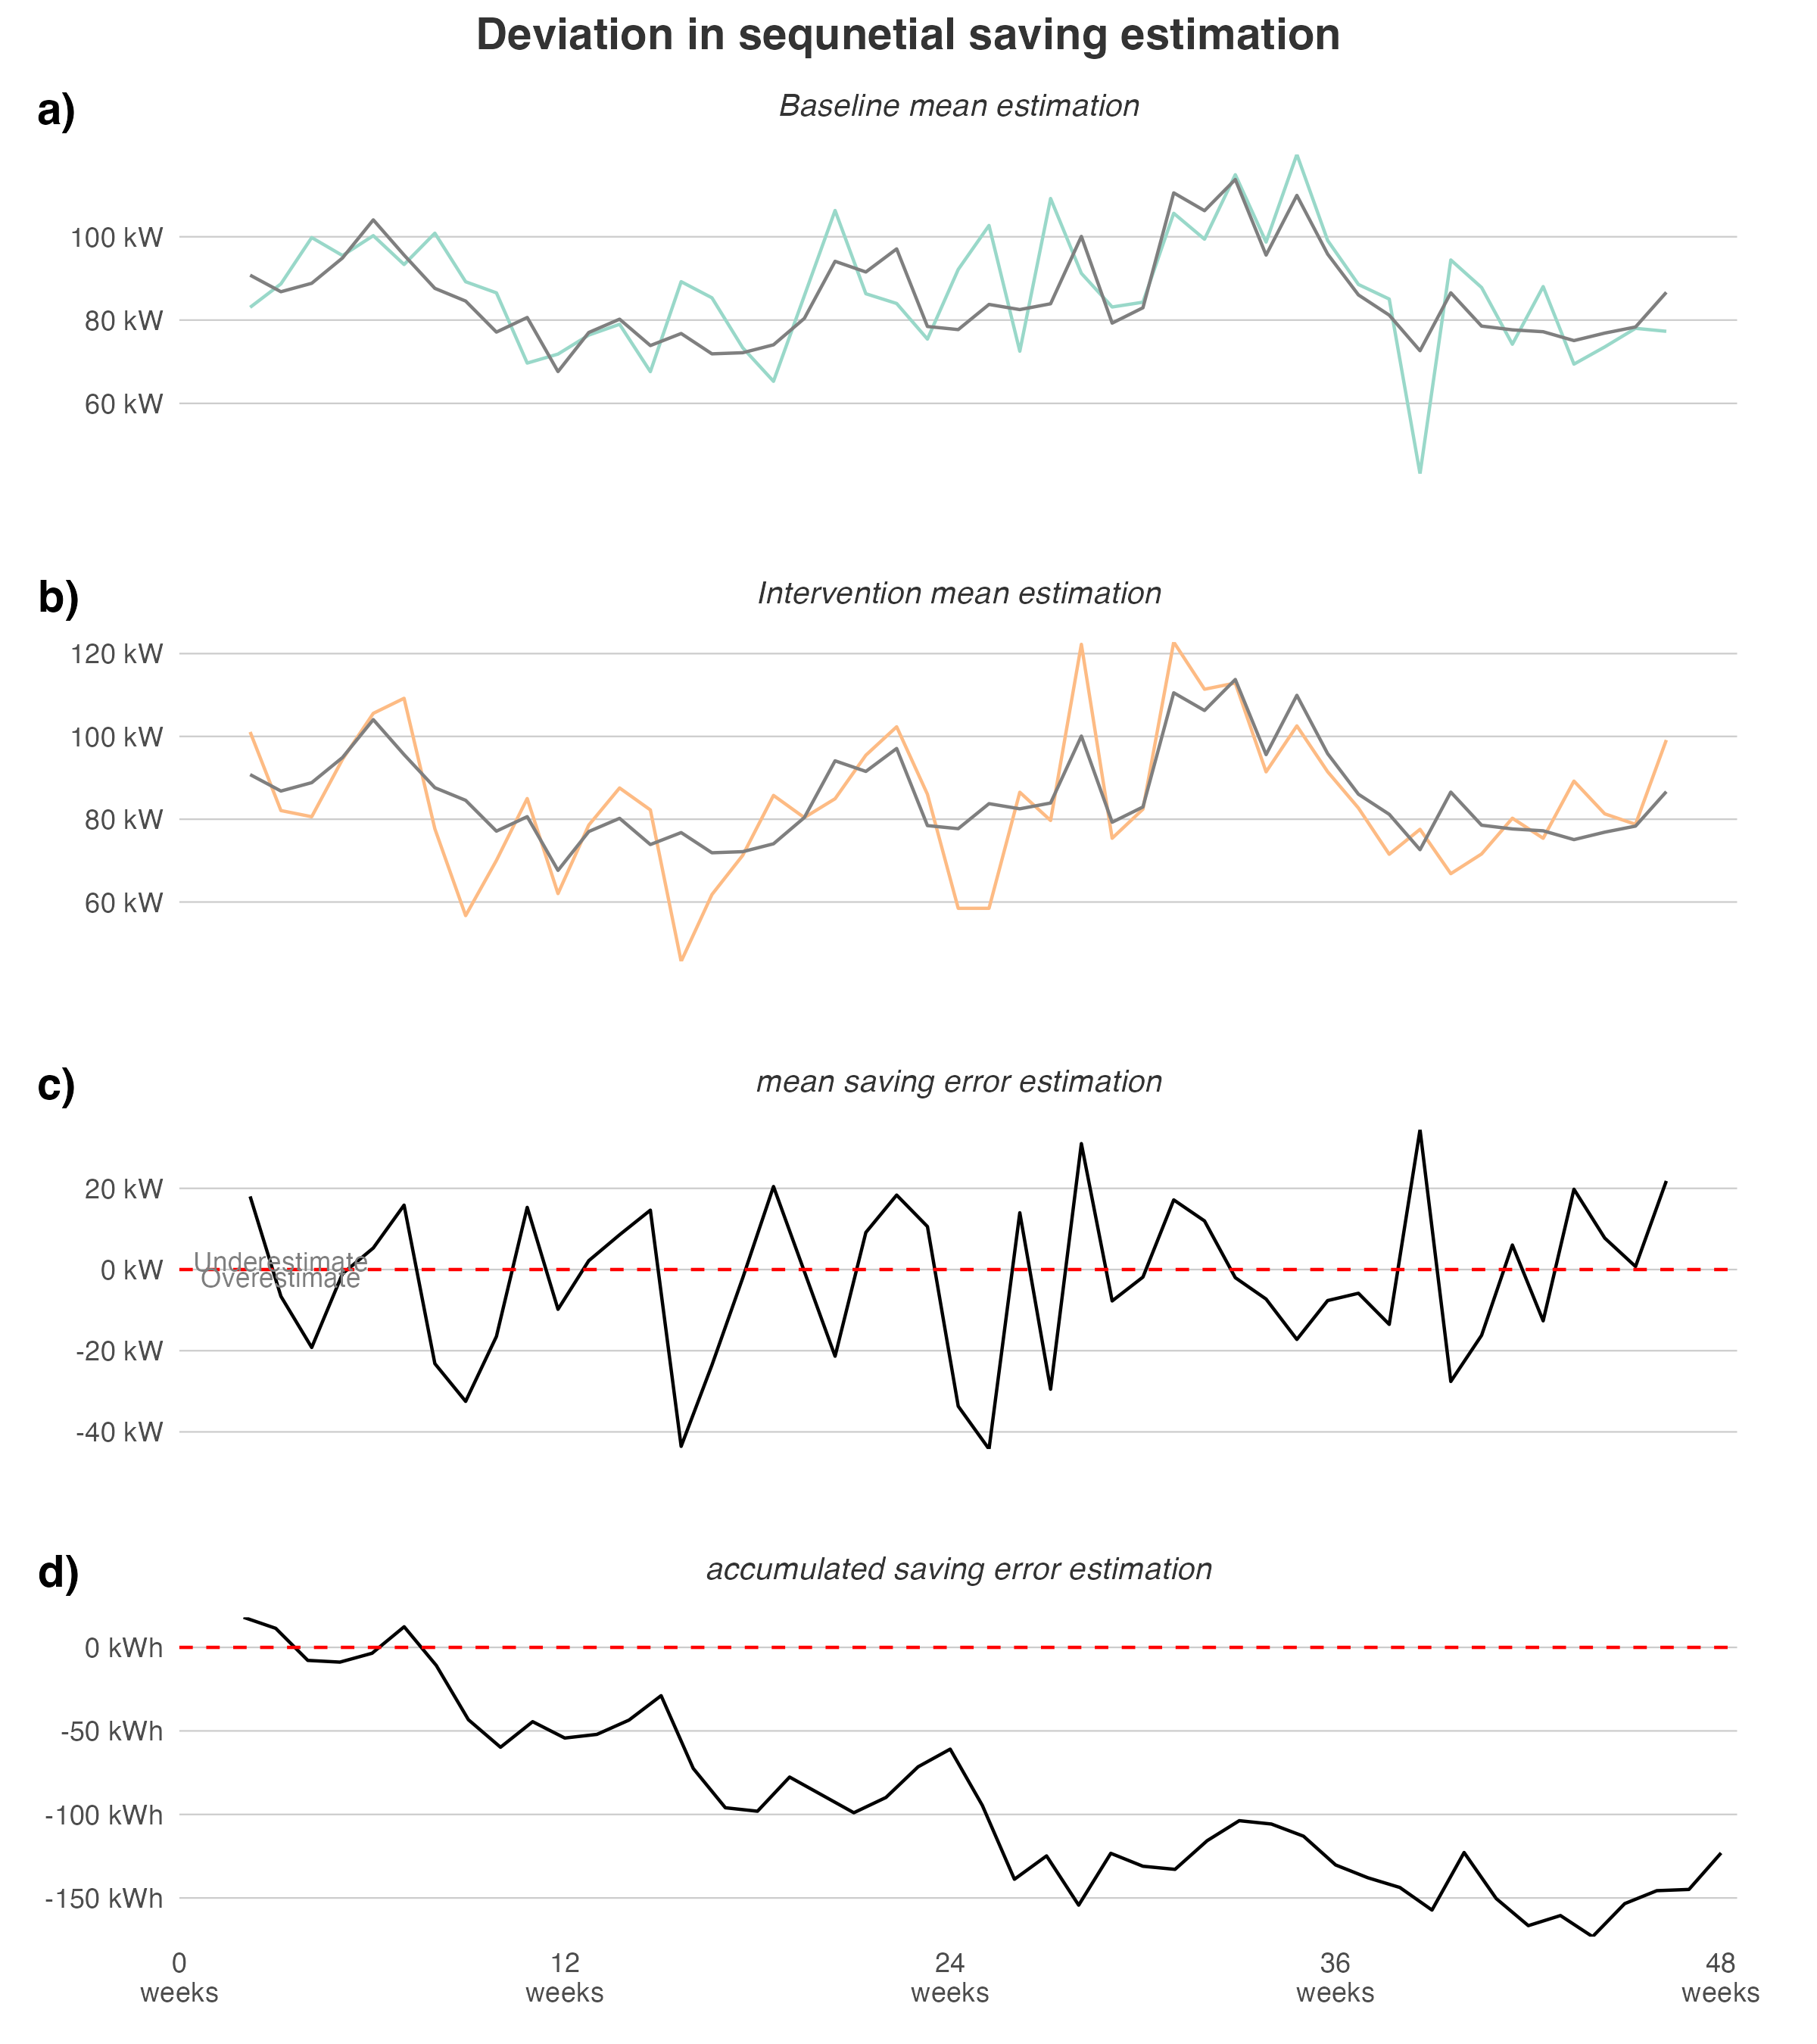 Deviation in sequnetial saving estimation
a)
Baseline mean estimation
100 kW
80 kW
60 kW
b)
Intervention mean estimation
120 kW
100 kW
80 kW
60 kW
c)
mean saving error estimation
20 kW
Underestimate
0 kW
Overestimate
-20 kW
-40 kW
d)
accumulated saving error estimation
0 kWh
-50 kWh
-100 kWh
-150 kWh
0 12 24 36 48
weeks weeks weeks weeks weeks